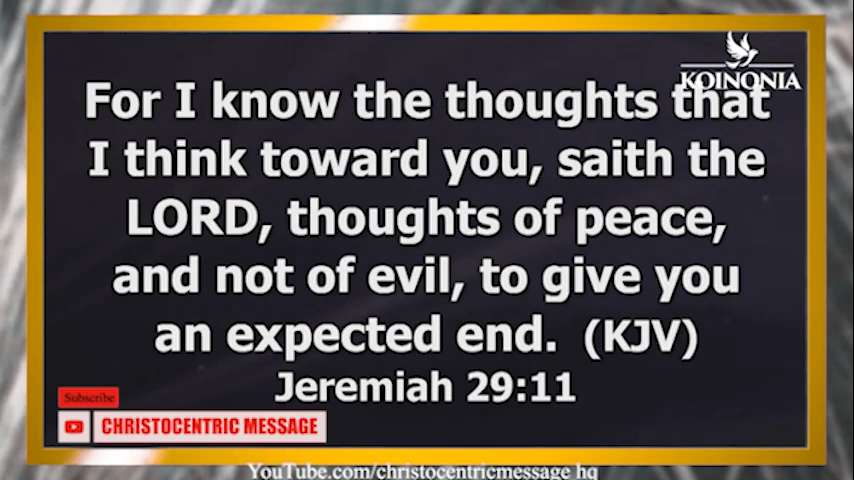 KOINONIA
For I know the thoughts that
I think toward you, saith the
LORD, thoughts of peace,
and not of evil, to give you
an expected end. (KJV)
Jeremiah 29:11
Subscribe
CHRISTOCENTRIC MESSAGE
YouTube.com/christocentricmessage hq